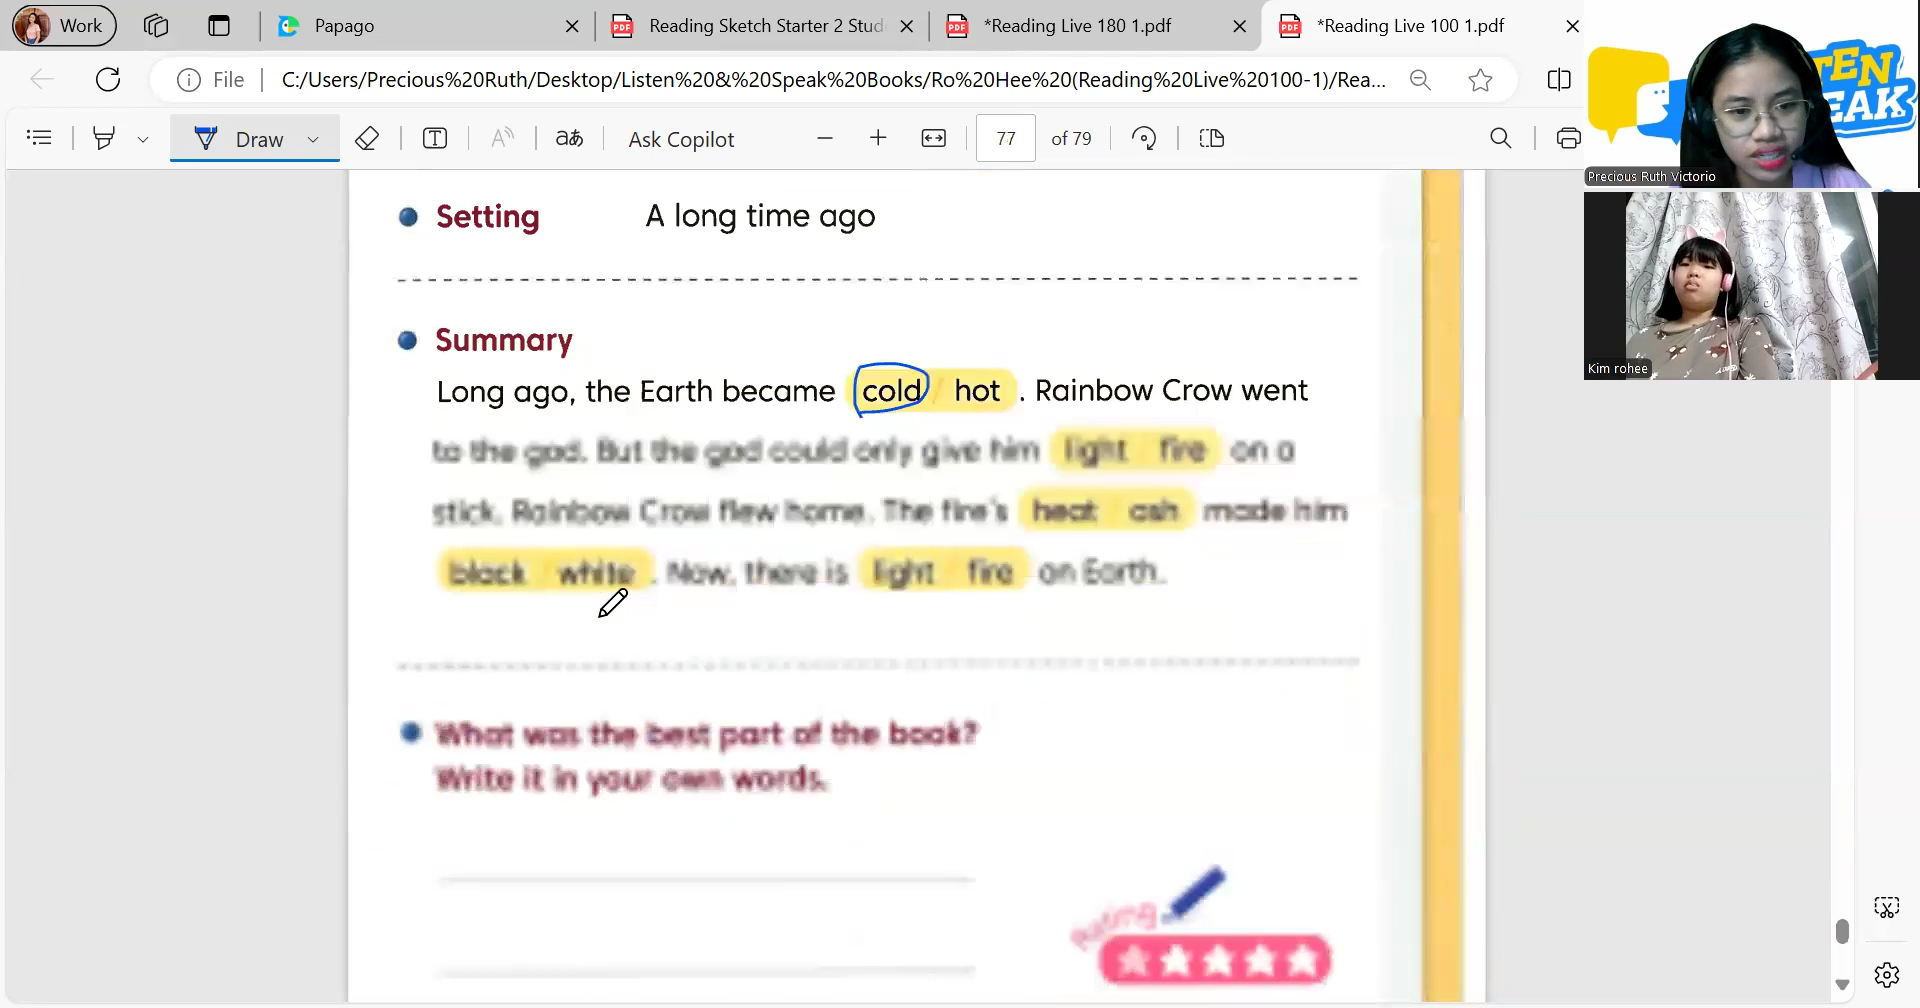 Work
Papago
Reading Sketch Starter 2 Stud
*Reading Live 180 1.pdf
*Reading Live 100 1.pdf
File
C:/Users/Precious%20Ruth/Desktop/Listen%20&%20Speak%20Books/Ro%20Hee%20(Reading%20Live%20100-1)/Rea...
Draw
aあ
Ask Copilot
77 of 79
TEN
EAK
Precious Ruth Victorio
Kim rohee
Setting A long time ago
Summary
Long ago, the Earth became cold / hot . Rainbow Crow went
to the god. But the god could only give him light fire on a
stick. Rainbow Crow flew home. The fire's heat ash made him
black white . Now, there is light fire on Earth.
What was the best part of the book?
Write it in your own words.
Rating